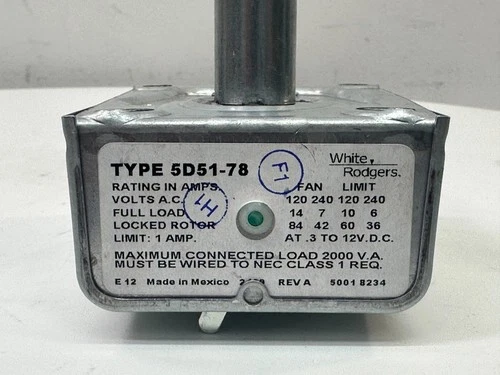 TYPE 5D51-78
F1
White,
Rodgers.
RATING IN AMPS. FAN LIMIT
VOLTS A.C. 120 240 120 240
H1
FULL LOAD 14 7 10 6
LOCKED ROTOR 84 42 60 36
LIMIT: 1 AMP. AT .3 TO 12V.D.C.
MAXIMUM CONNECTED LOAD 2000 V.A.
MUST BE WIRED TO NEC CLASS 1 REQ.
E 12 Made in Mexico REV A 5001 8234